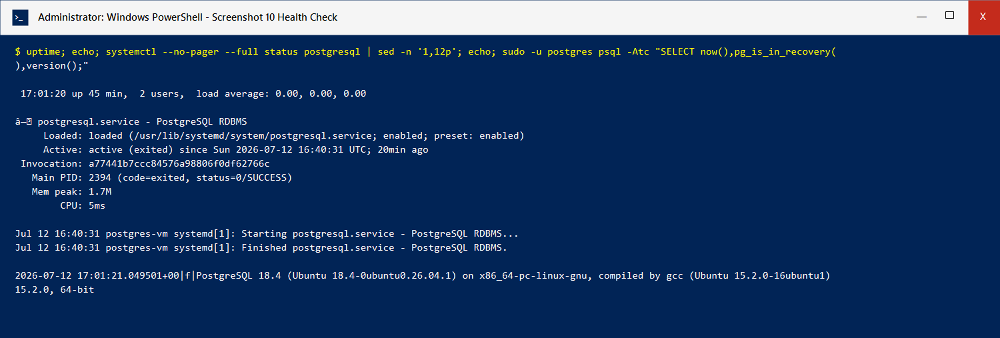 Administrator: Windows PowerShell - Screenshot 10 Health Check
$ uptime; echo; systemctl --no-pager --full status postgresql | sed -n '1,12p'; echo; sudo -u postgres psql -Atc "SELECT now(),pg_is_in_recovery(
),version();"
17:01:20 up 45 min,  2 users,  load average: 0.00, 0.00, 0.00
â—� postgresql.service - PostgreSQL RDBMS
Loaded: loaded (/usr/lib/systemd/system/postgresql.service; enabled; preset: enabled)
Active: active (exited) since Sun 2026-07-12 16:40:31 UTC; 20min ago
Invocation: a77441b7ccc84576a98806f0df62766c
Main PID: 2394 (code=exited, status=0/SUCCESS)
Mem peak: 1.7M
CPU: 5ms
Jul 12 16:40:31 postgres-vm systemd[1]: Starting postgresql.service - PostgreSQL RDBMS...
Jul 12 16:40:31 postgres-vm systemd[1]: Finished postgresql.service - PostgreSQL RDBMS.
2026-07-12 17:01:21.049501+00|f|PostgreSQL 18.4 (Ubuntu 18.4-0ubuntu0.26.04.1) on x86_64-pc-linux-gnu, compiled by gcc (Ubuntu 15.2.0-16ubuntu1)
15.2.0, 64-bit